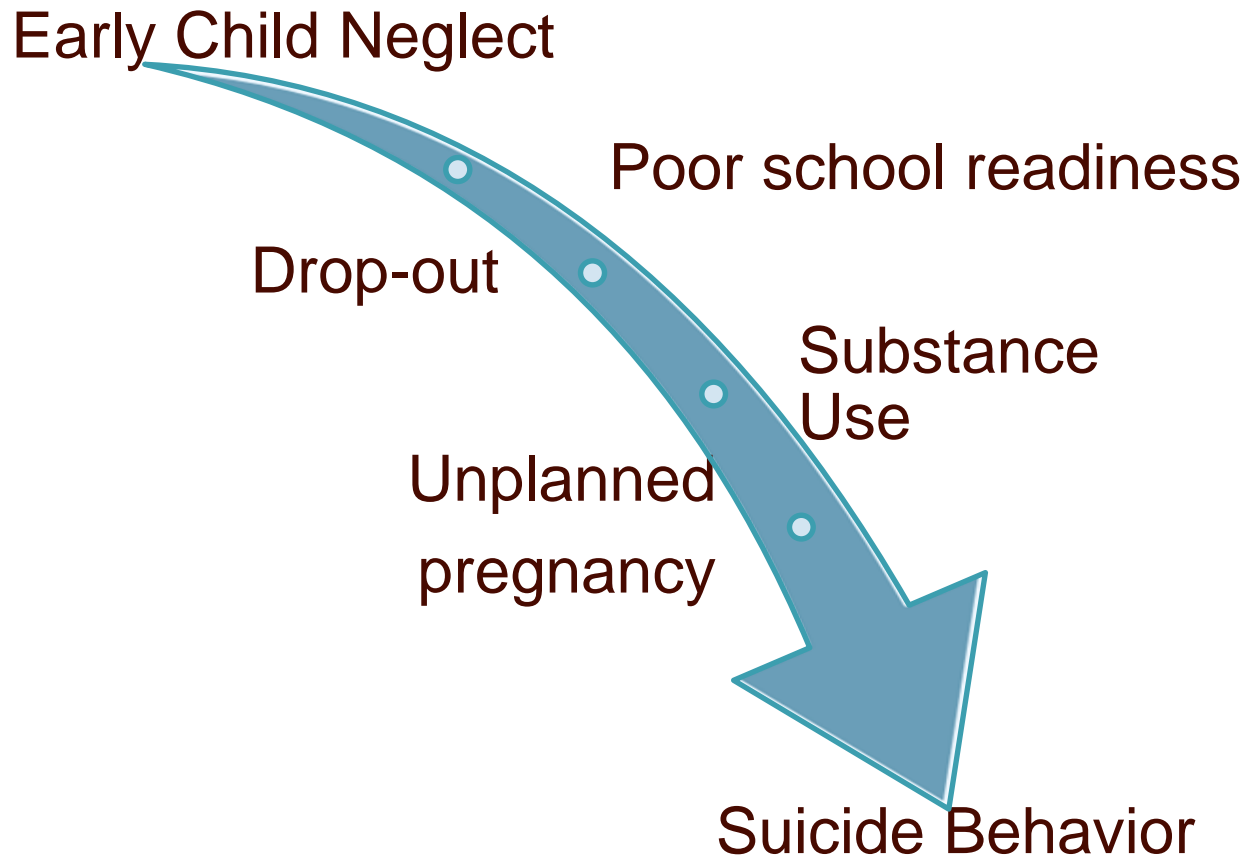 Early Child Neglect
Poor school readiness
Drop-out
Substance
Use
Unplanned
pregnancy
Suicide Behavior